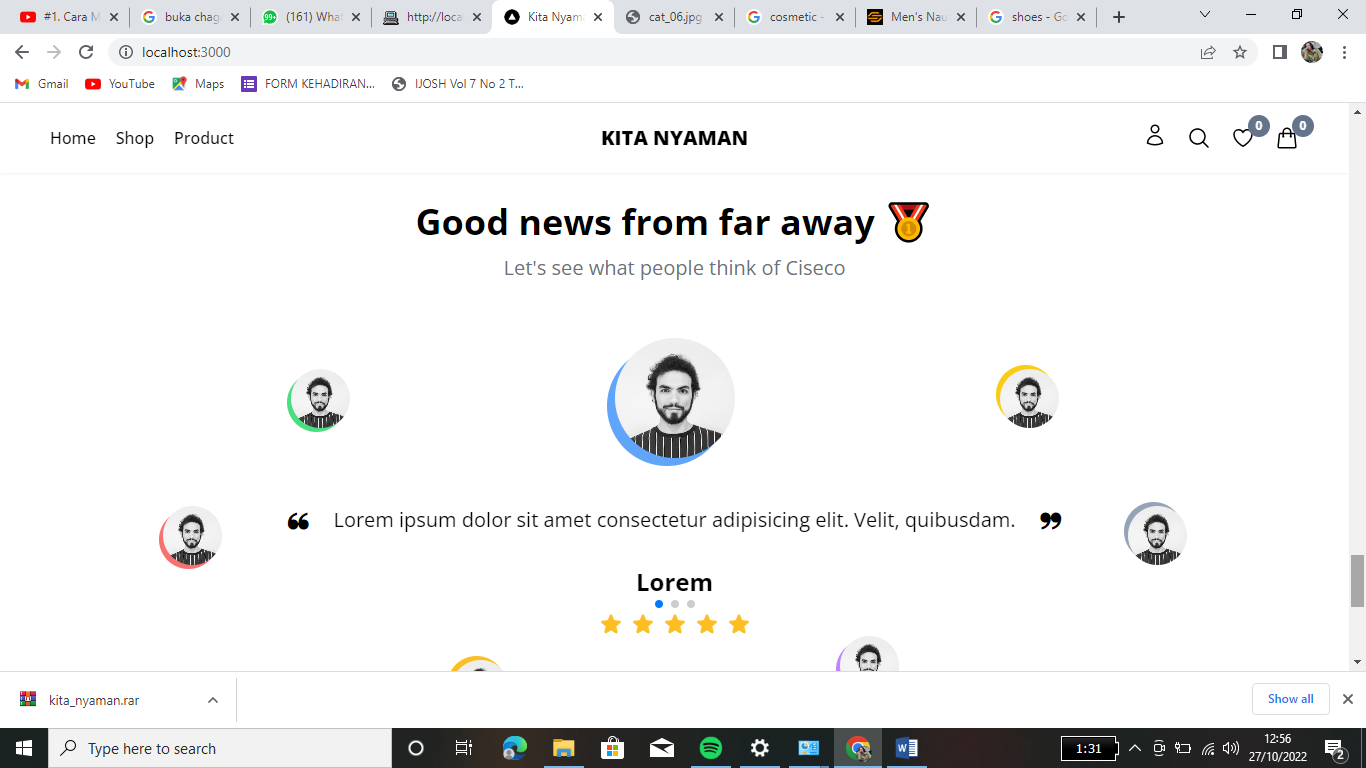 #1. Cara M
buka chag
99+
(161) What
http://loca
Kita Nyam
cat_06.jpg
cosmetic -
Men's Nau
shoes - Go
localhost:3000
Gmail
YouTube
Maps
FORM KEHADIRAN...
IJOSH Vol 7 No 2 T...
Home
Shop
Product
KITA NYAMAN
0
0
Good news from far away
1
Let's see what people think of Ciseco
❝ Lorem ipsum dolor sit amet consectetur adipisicing elit. Velit, quibusdam. ❞
Lorem
kita_nyaman.rar
Show all
Type here to search
1:31
12:56
27/10/2022
2